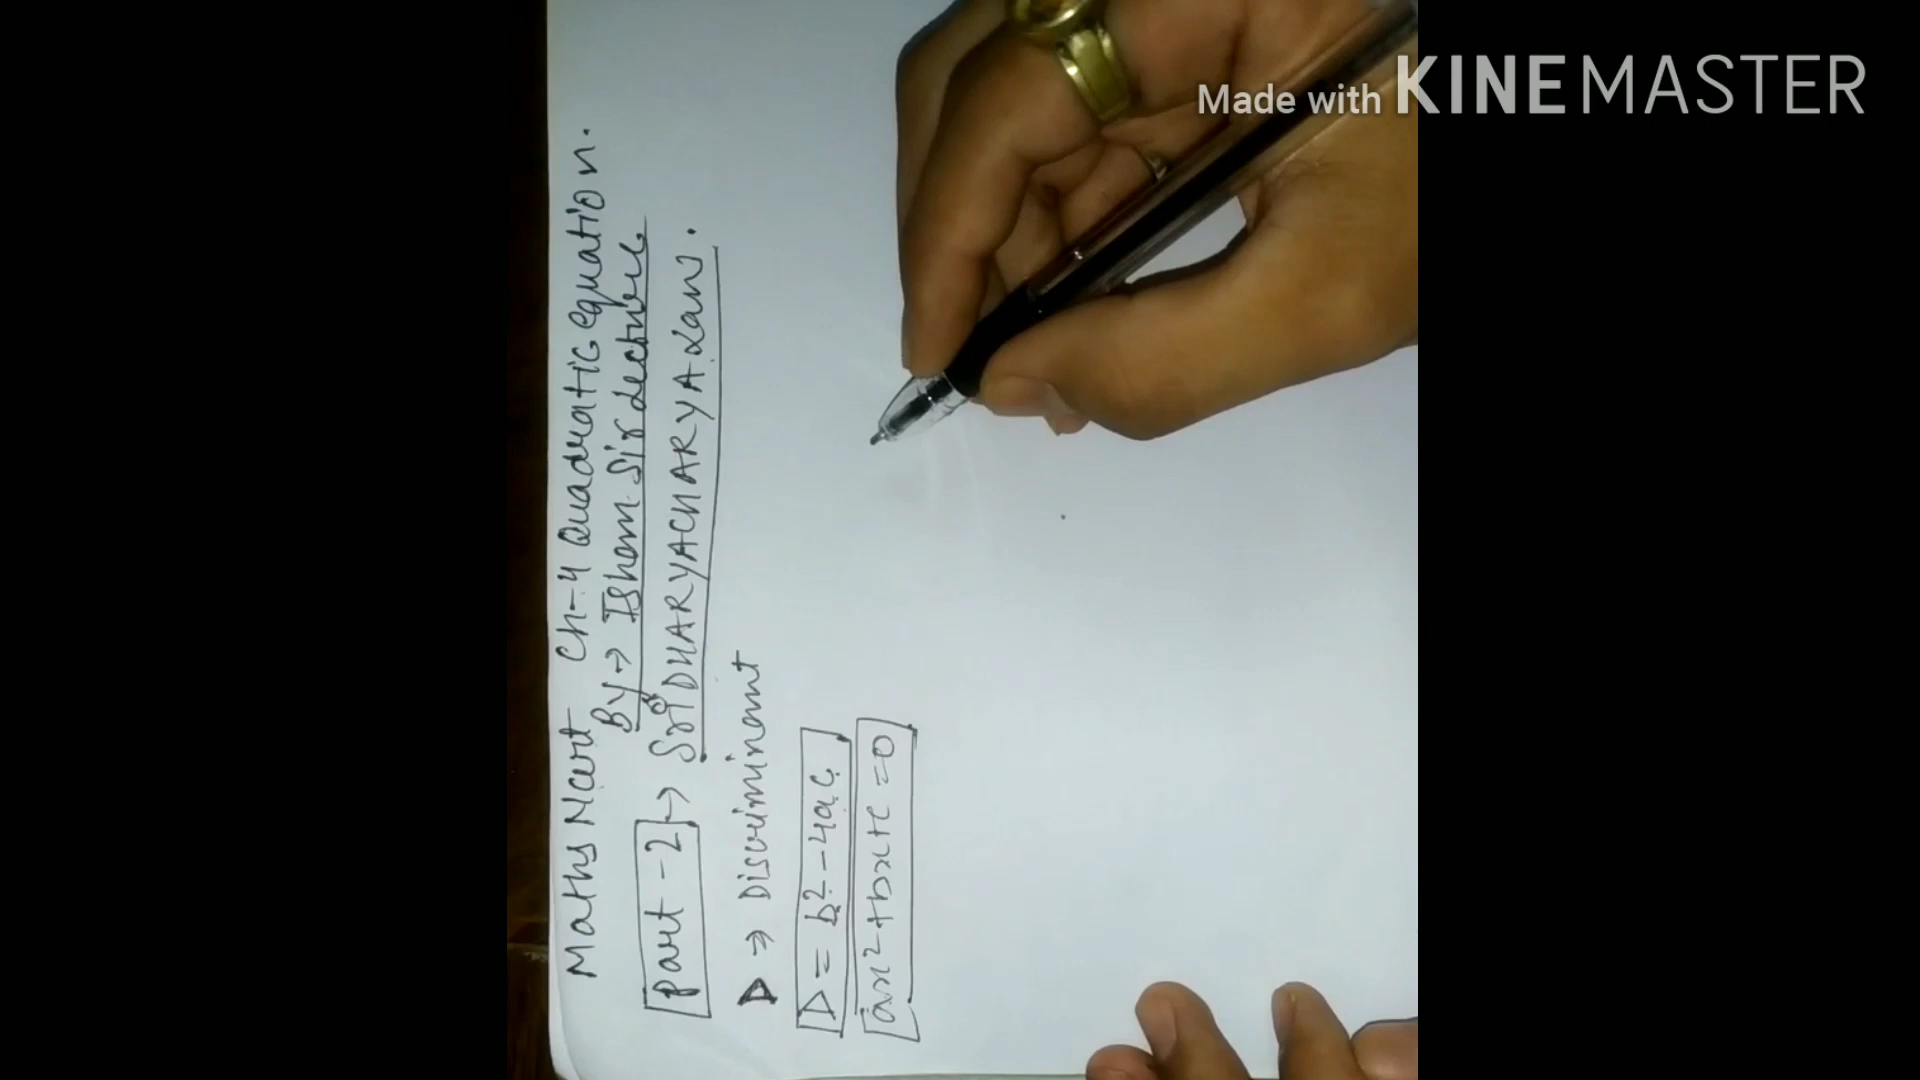 Maths Ncert Ch-4 Quadratic equation.
By → Isham Sir Lecture
Part-2 → SriDHARYACHARYA Law.
D → Discriminant
D = b² - 4ac
ax² + bx + c = 0
Made with KINEMASTER